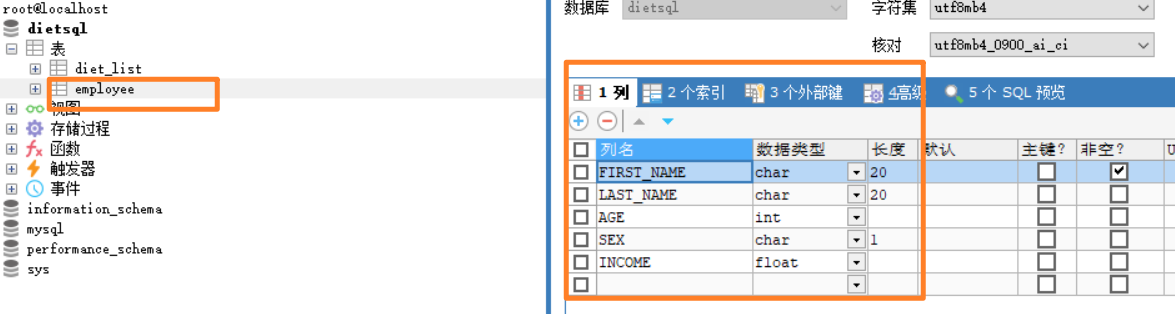 root@localhost
dietsql
表
diet_list
employee
视图
存储过程
函数
触发器
事件
information_schema
mysql
performance_schema
sys
数据库 dietsql 字符集 utf8mb4
核对 utf8mb4_0900_ai_ci
1 列 2 个索引 3 个外部键 4高级 5 个 SQL 预览
列名 数据类型 长度 默认 主键? 非空? U
FIRST_NAME char 20
LAST_NAME char 20
AGE int
SEX char 1
INCOME float